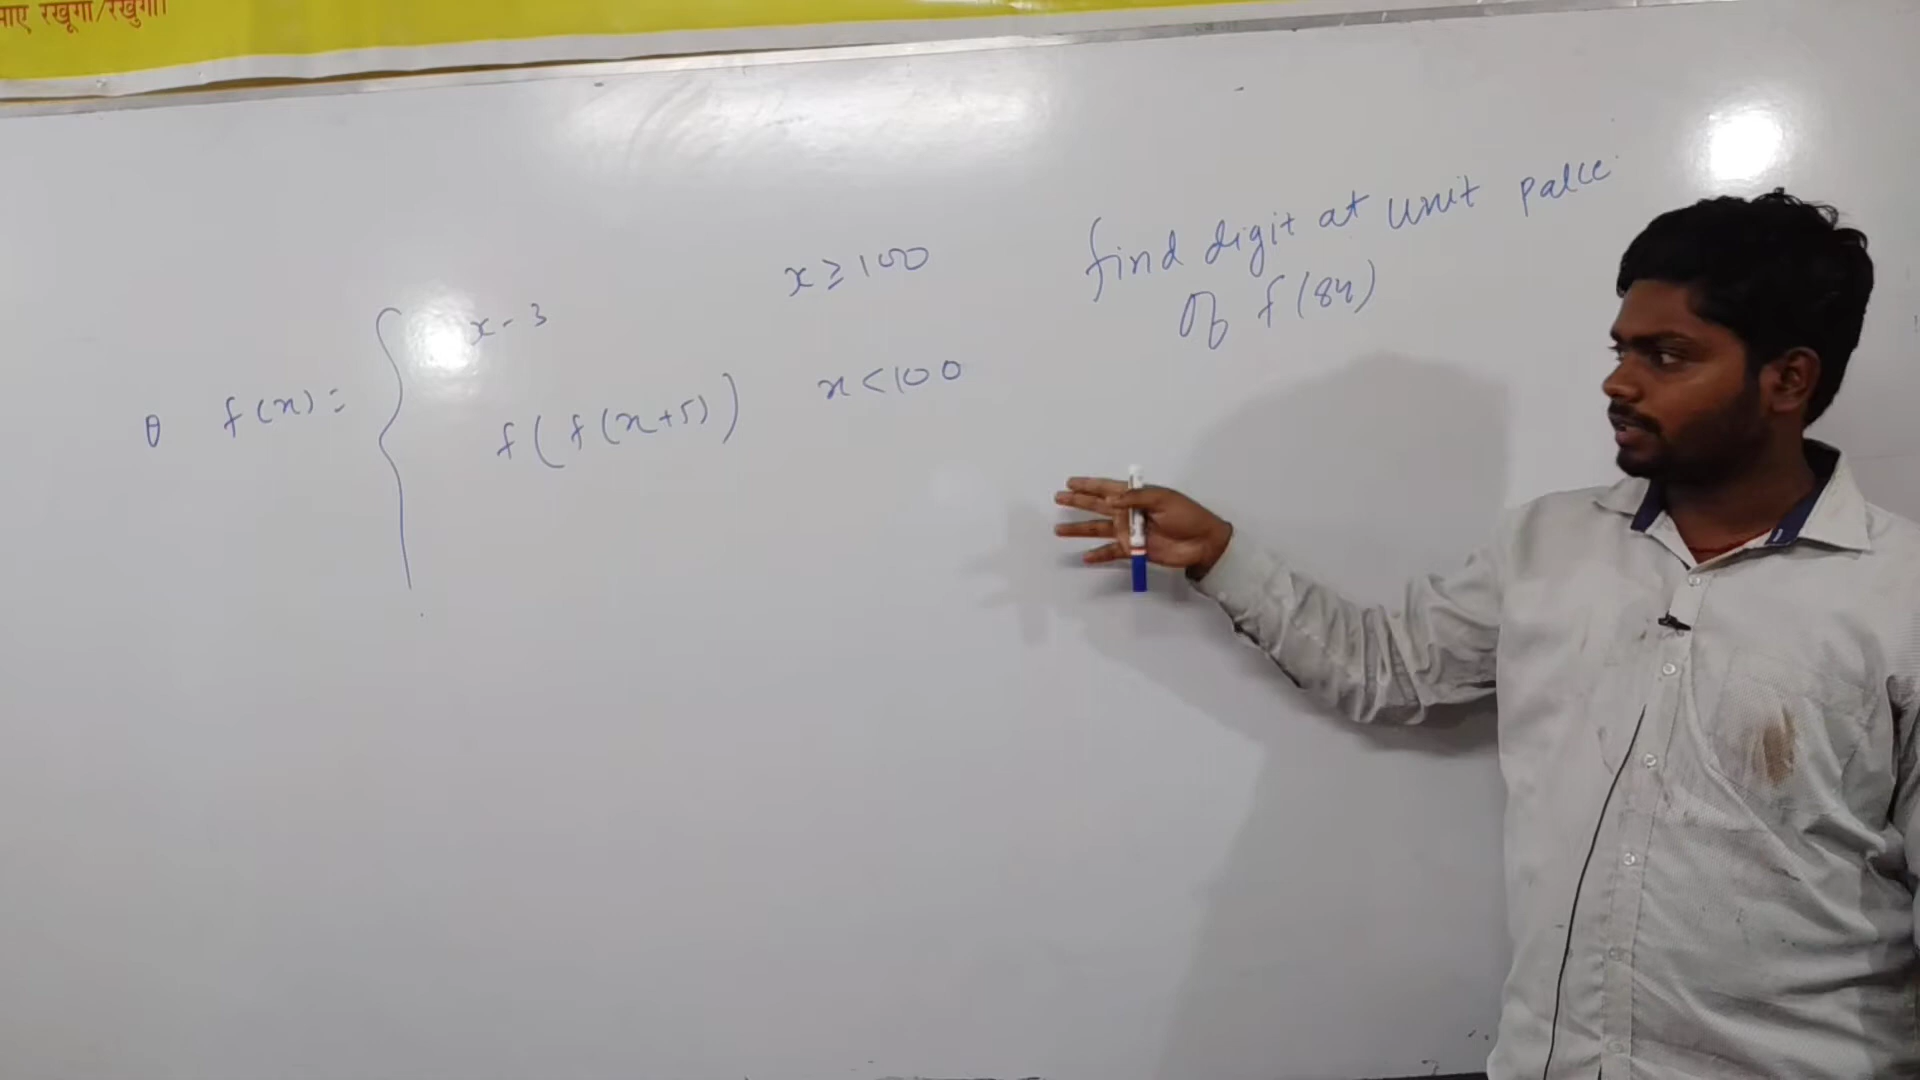 माए रखूंगा/रखुंगी।
find digit at unit palce
of f(84)
x-3 x ≥ 100
θ f(x) =
f(f(x+5)) x < 100